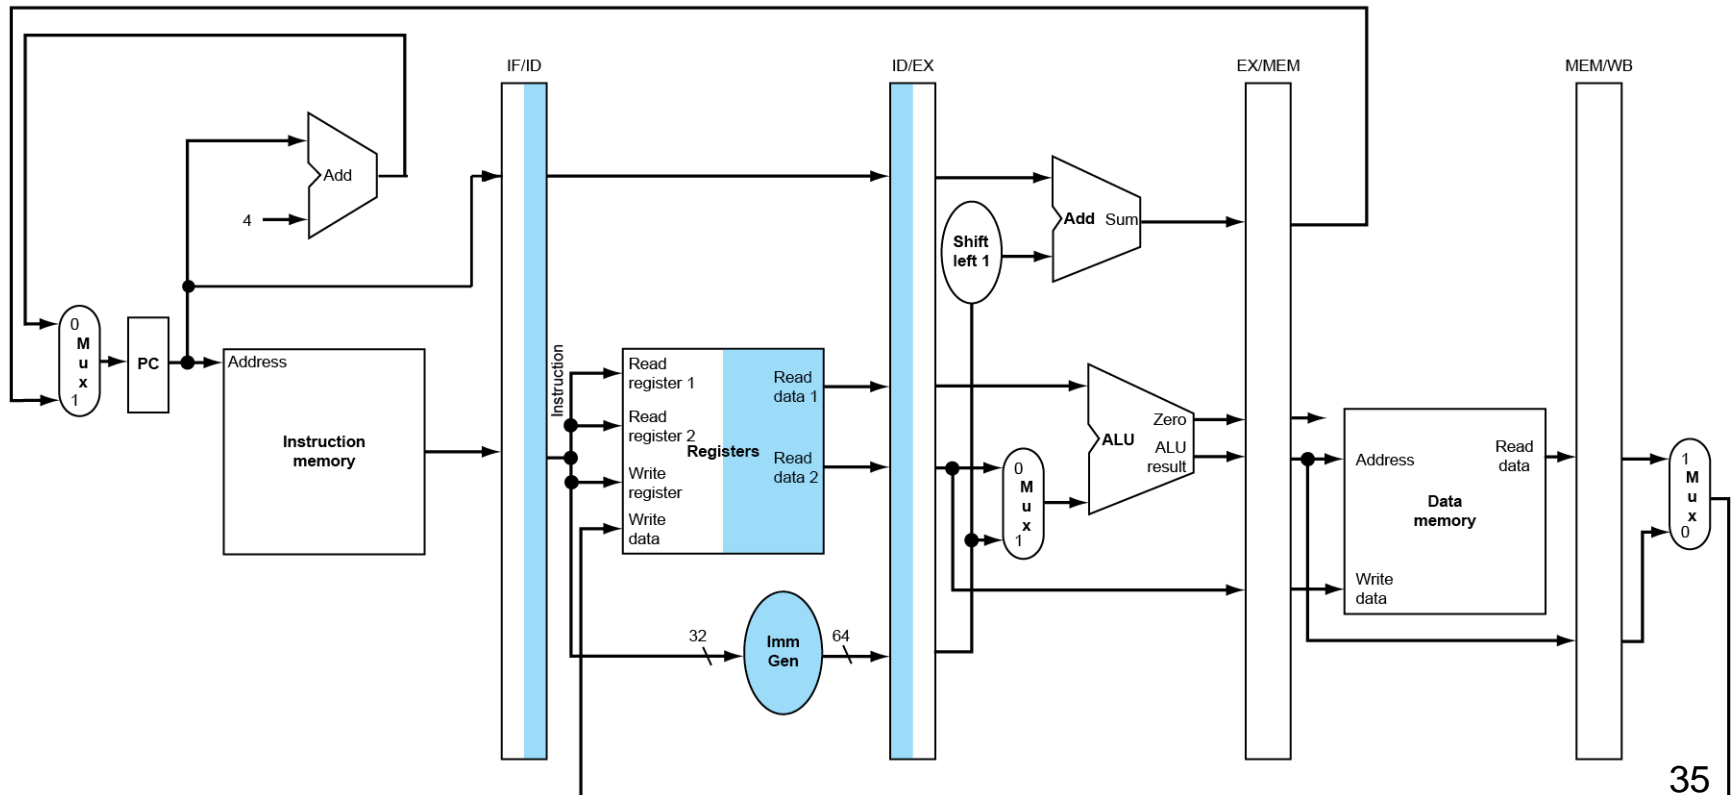 IF/ID
ID/EX
EX/MEM
MEM/WB
Add
4
Add Sum
Shift
left 1
0
M
u
x
1
PC
Address
Instruction
memory
Instruction
Read
register 1
Read
register 2
Write
register
Write
data
Registers
Read
data 1
Read
data 2
0
M
u
x
1
Zero
ALU
ALU
result
Address
Read
data
Data
memory
Write
data
1
M
u
x
0
32
Imm
Gen
64
35